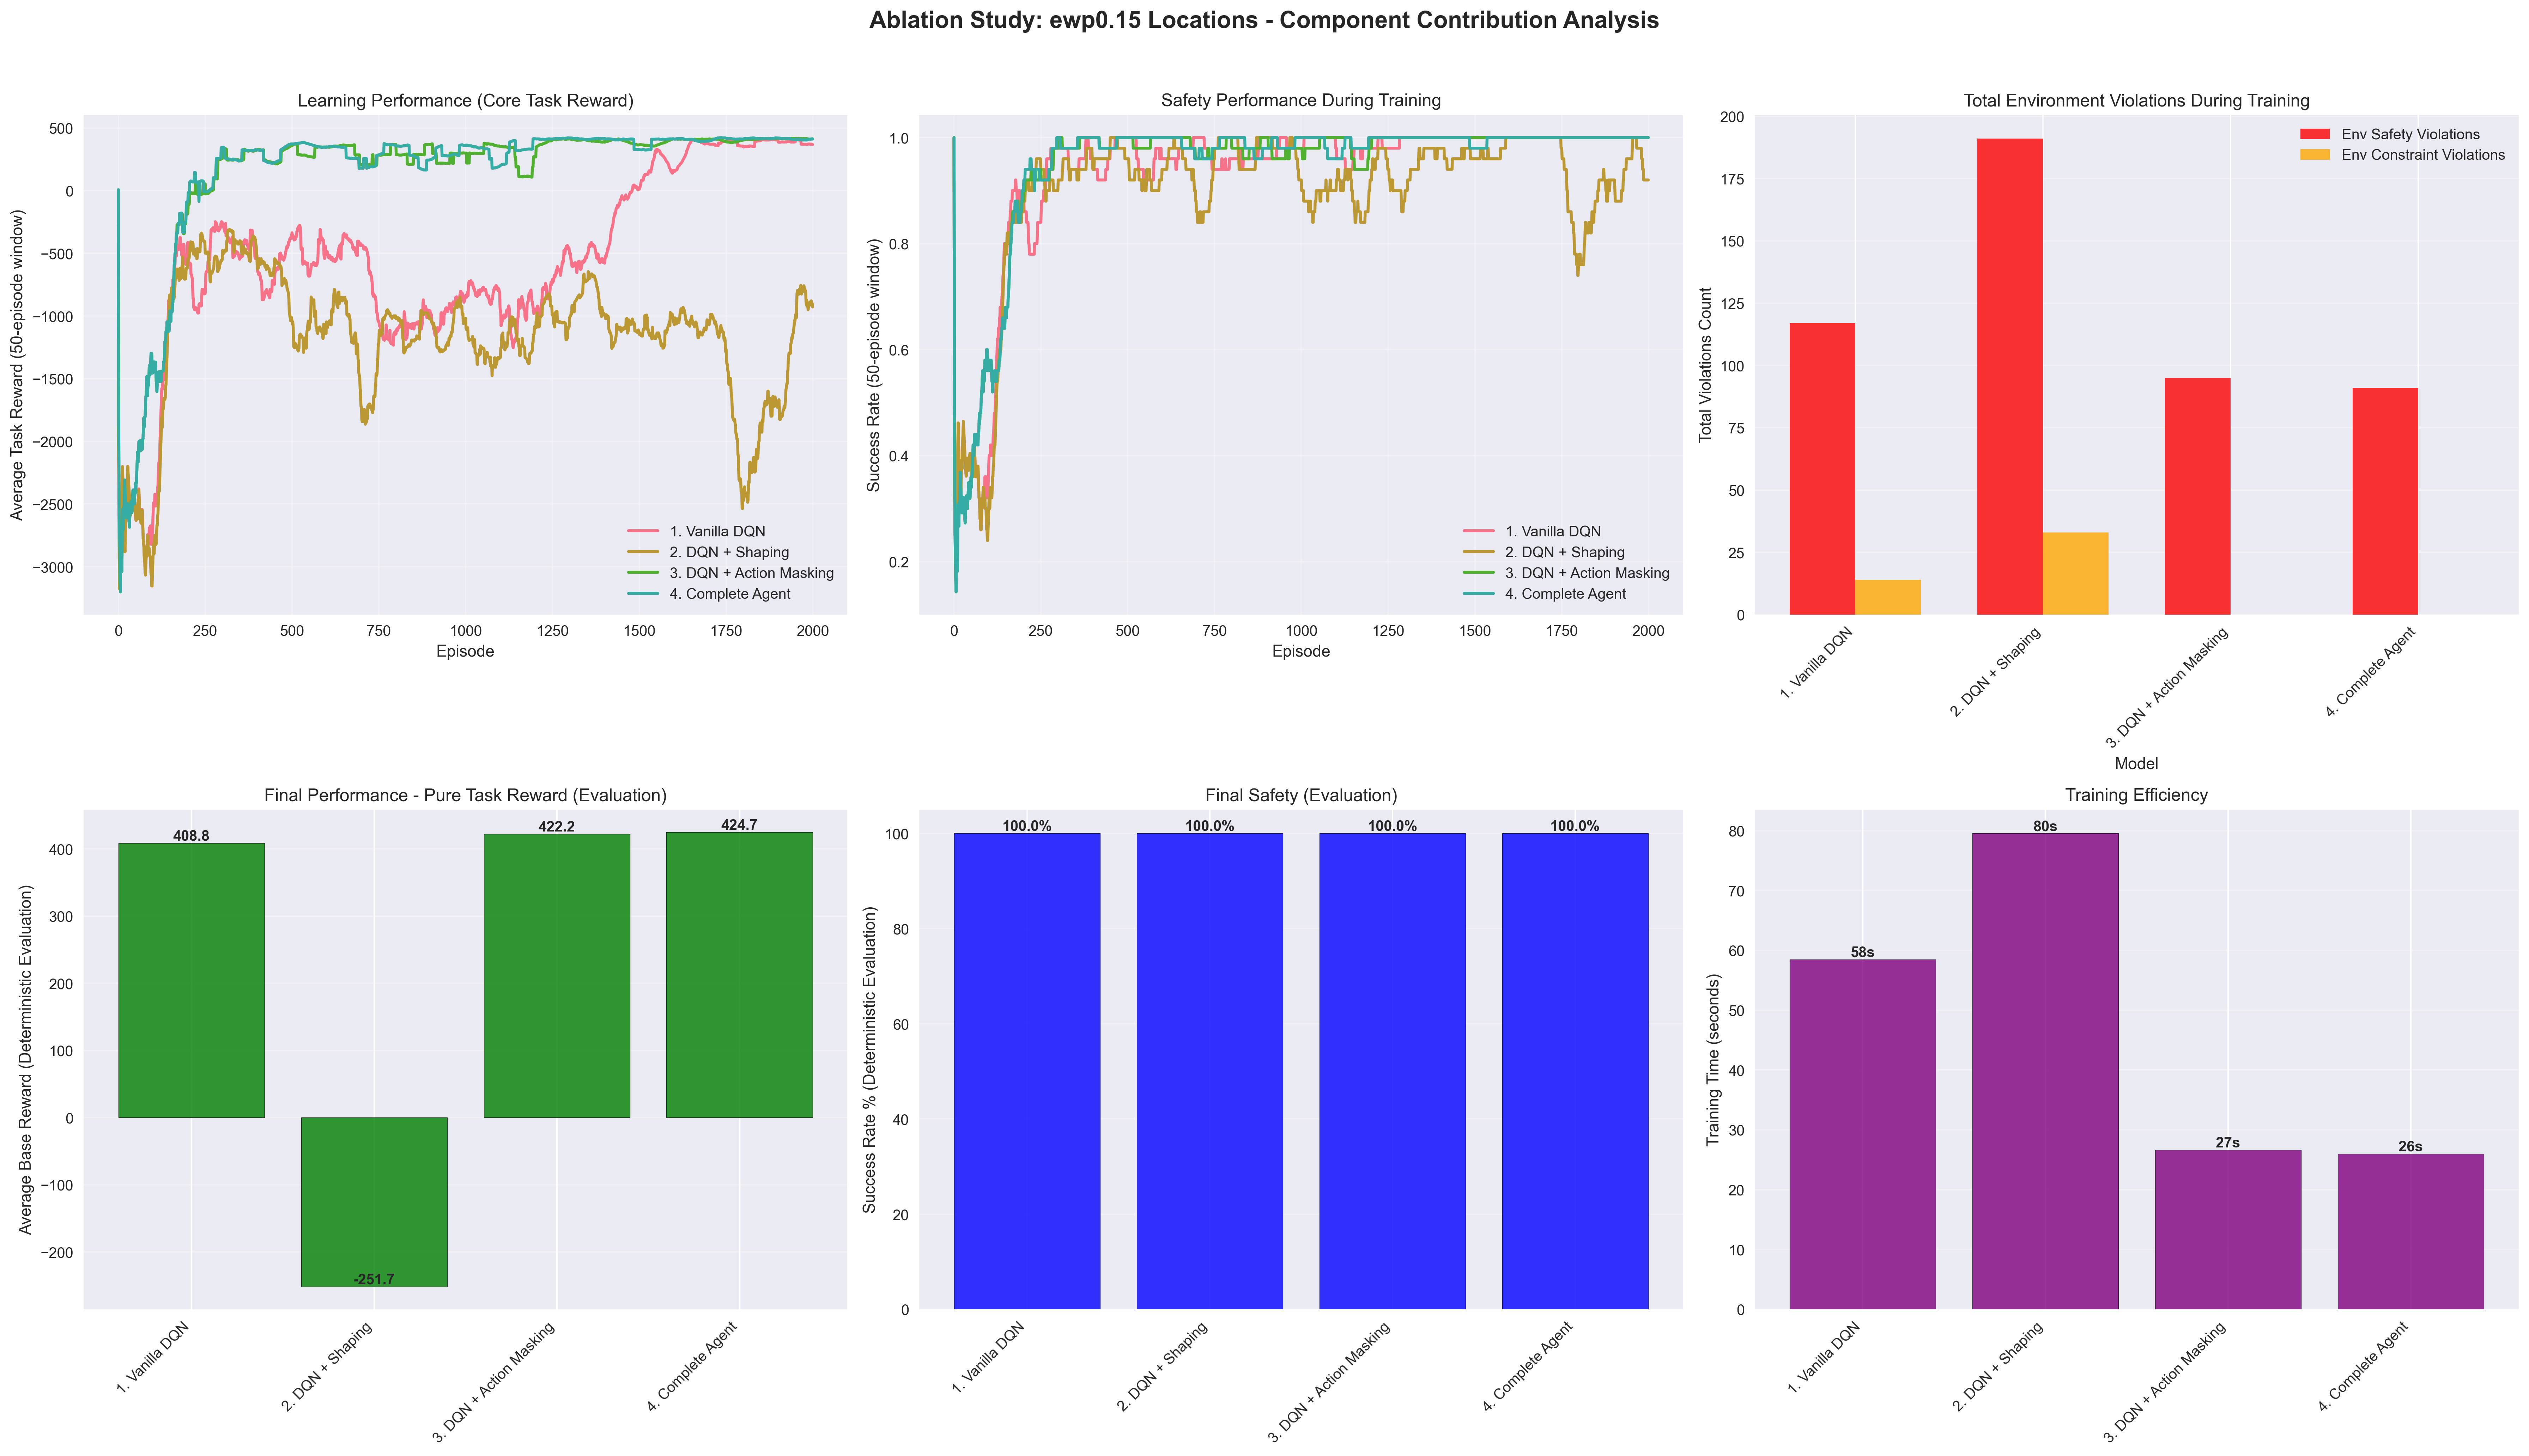 Ablation Study: ewp0.15 Locations - Component Contribution Analysis
Learning Performance (Core Task Reward)
Average Task Reward (50-episode window)
500
0
−500
−1000
−1500
−2000
−2500
−3000
0
250
500
750
1000
1250
1500
1750
2000
Episode
1. Vanilla DQN
2. DQN + Shaping
3. DQN + Action Masking
4. Complete Agent
Safety Performance During Training
Success Rate (50-episode window)
1.0
0.8
0.6
0.4
0.2
0
250
500
750
1000
1250
1500
1750
2000
Episode
1. Vanilla DQN
2. DQN + Shaping
3. DQN + Action Masking
4. Complete Agent
Total Environment Violations During Training
Total Violations Count
200
175
150
125
100
75
50
25
0
Env Safety Violations
Env Constraint Violations
1. Vanilla DQN
2. DQN + Shaping
3. DQN + Action Masking
4. Complete Agent
Model
Final Performance - Pure Task Reward (Evaluation)
Average Base Reward (Deterministic Evaluation)
400
300
200
100
0
−100
−200
408.8
-251.7
422.2
424.7
1. Vanilla DQN
2. DQN + Shaping
3. DQN + Action Masking
4. Complete Agent
Final Safety (Evaluation)
Success Rate % (Deterministic Evaluation)
100
80
60
40
20
0
100.0%
100.0%
100.0%
100.0%
1. Vanilla DQN
2. DQN + Shaping
3. DQN + Action Masking
4. Complete Agent
Training Efficiency
Training Time (seconds)
80
70
60
50
40
30
20
10
0
58s
80s
27s
26s
1. Vanilla DQN
2. DQN + Shaping
3. DQN + Action Masking
4. Complete Agent